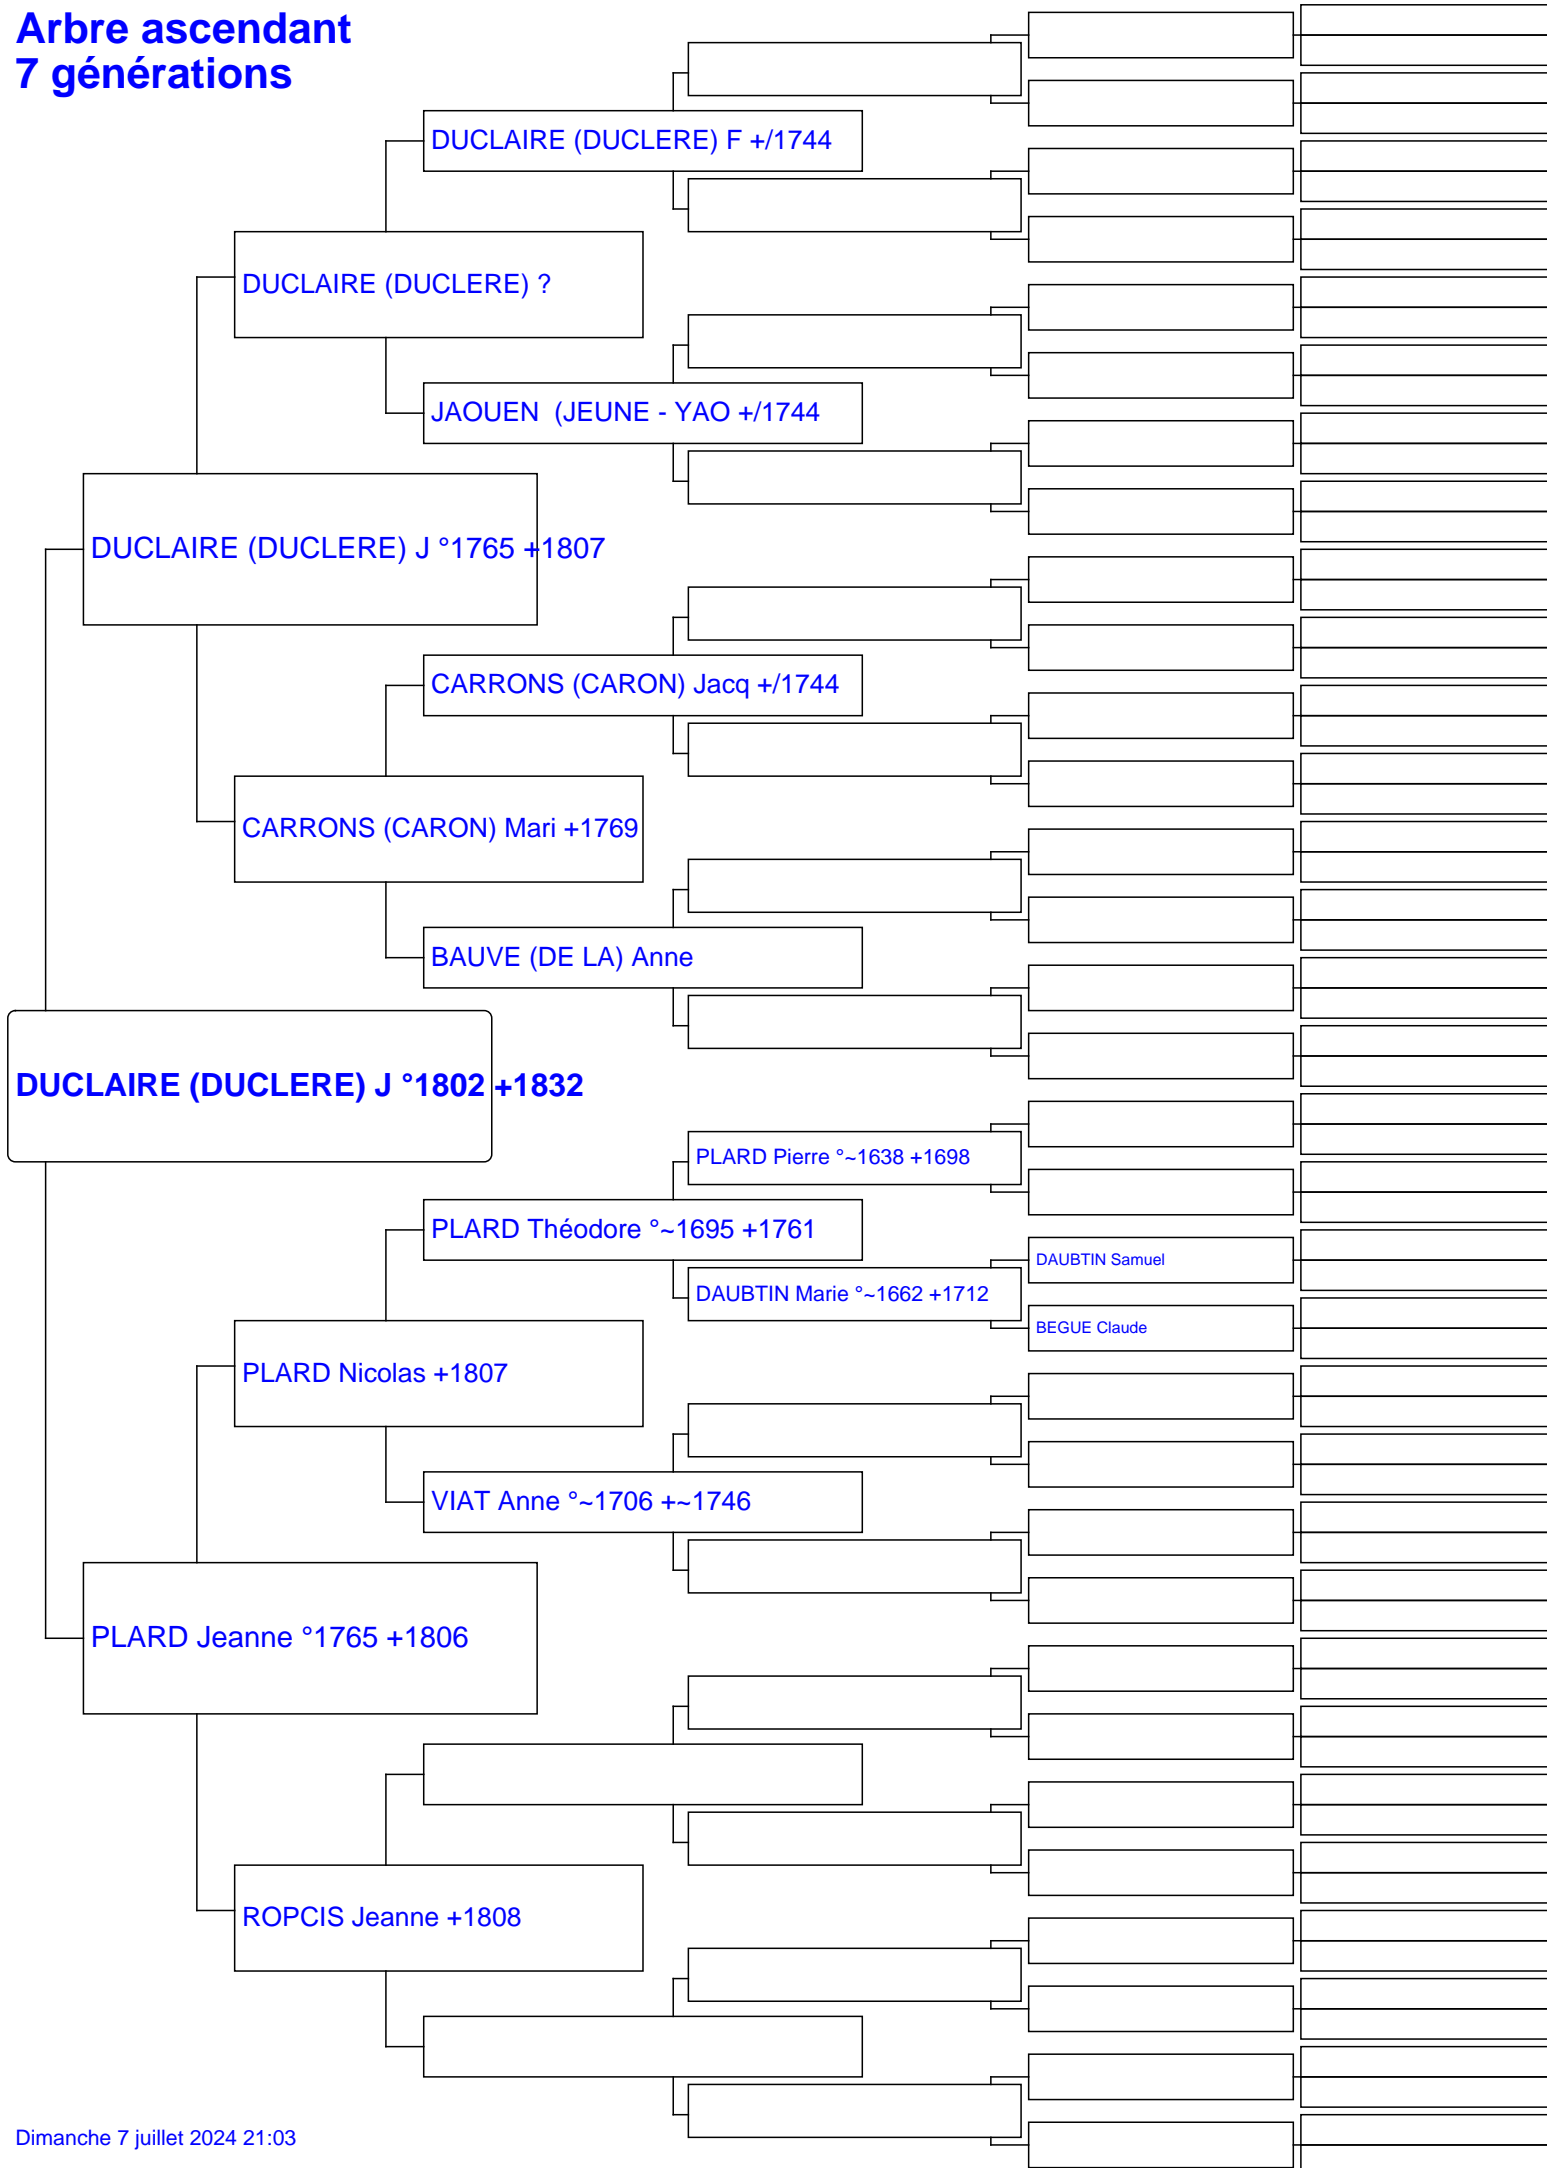 Arbre ascendant
7 générations
DUCLAIRE (DUCLERE) F +/1744
DUCLAIRE (DUCLERE) ?
JAOUEN  (JEUNE - YAO +/1744
DUCLAIRE (DUCLERE) J °1765 +1807
CARRONS (CARON) Jacq +/1744
CARRONS (CARON) Mari +1769
BAUVE (DE LA) Anne
DUCLAIRE (DUCLERE) J °1802 +1832
PLARD Pierre °~1638 +1698
PLARD Théodore °~1695 +1761
DAUBTIN Samuel
DAUBTIN Marie °~1662 +1712
BEGUE Claude
PLARD Nicolas +1807
VIAT Anne °~1706 +~1746
PLARD Jeanne °1765 +1806
ROPCIS Jeanne +1808
Dimanche 7 juillet 2024 21:03